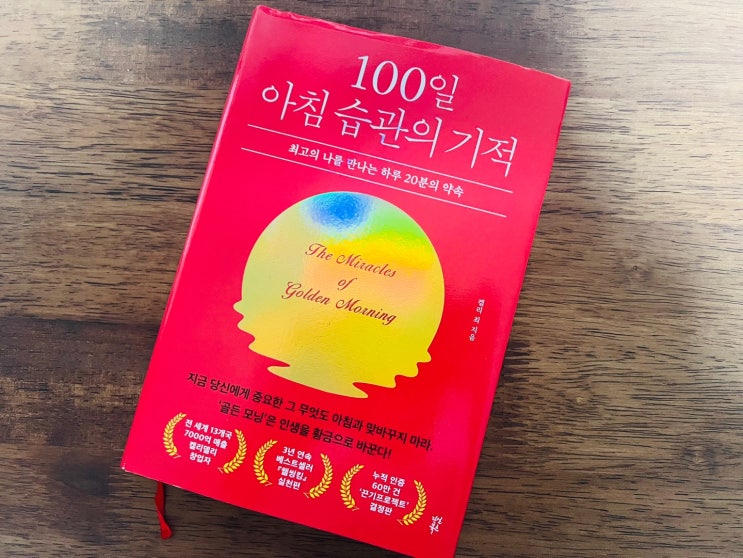 100일
아침 습관의 기적
최고의 나를 만나는 하루 20분의 약속
The Miracles
of
Golden Morning
켈리 최 지음
지금 당신에게 중요한 그 무엇도 아침과 맞바꾸지 마라.
'골든 모닝'은 인생을 황금으로 바꾼다!
전 세계 13개국
7000억 매출
켈리델리
창업자
3년 연속
베스트셀러
『웰씽킹』
실천편
누적 인증
60만 건
'끈기프로젝트'
결정판
다산
북스